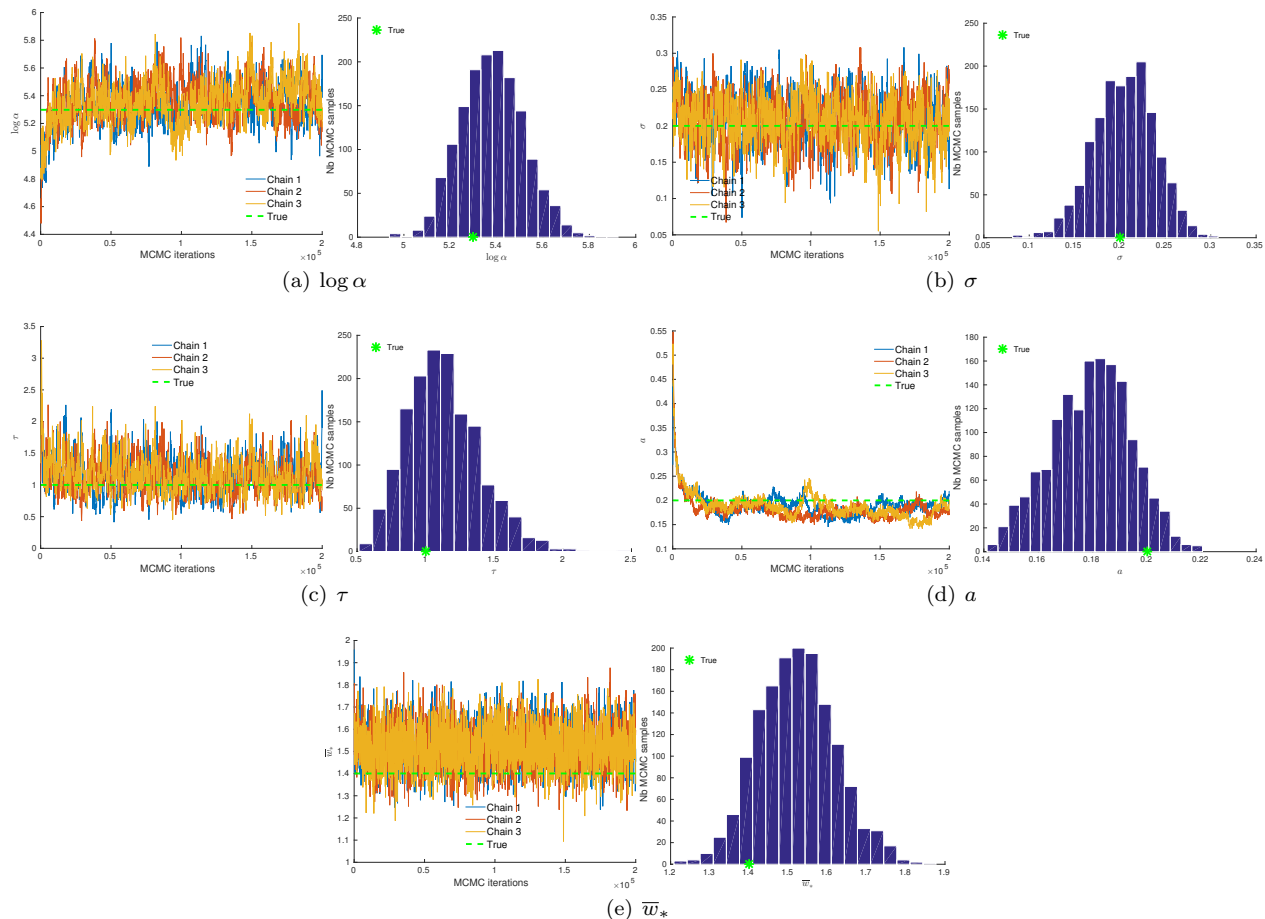 6
5.8
5.6
5.4
5.2
5
4.8
4.6
4.4
log α
Chain 1
Chain 2
Chain 3
True
0 0.5 1 1.5 2
MCMC iterations ×10⁵
250
200
150
100
50
0
Nb MCMC samples
True
4.8 5 5.2 5.4 5.6 5.8 6
log α
(a) log α
0.35
0.3
0.25
0.2
0.15
0.1
0.05
σ
Chain 1
Chain 2
Chain 3
True
0 0.5 1 1.5 2
MCMC iterations ×10⁵
250
200
150
100
50
0
Nb MCMC samples
True
0.05 0.1 0.15 0.2 0.25 0.3 0.35
σ
(b) σ
3.5
3
2.5
2
1.5
1
0.5
0
τ
Chain 1
Chain 2
Chain 3
True
0 0.5 1 1.5 2
MCMC iterations ×10⁵
250
200
150
100
50
0
Nb MCMC samples
True
0.5 1 1.5 2 2.5
τ
(c) τ
0.55
0.5
0.45
0.4
0.35
0.3
0.25
0.2
0.15
0.1
a
Chain 1
Chain 2
Chain 3
True
0 0.5 1 1.5 2
MCMC iterations ×10⁵
180
160
140
120
100
80
60
40
20
0
Nb MCMC samples
True
0.14 0.16 0.18 0.2 0.22 0.24
a
(d) a
2
1.9
1.8
1.7
1.6
1.5
1.4
1.3
1.2
1.1
1
w̅*
Chain 1
Chain 2
Chain 3
True
0 0.5 1 1.5 2
MCMC iterations ×10⁵
200
180
160
140
120
100
80
60
40
20
0
Nb MCMC samples
True
1.2 1.3 1.4 1.5 1.6 1.7 1.8 1.9
w̅*
(e) w̅*